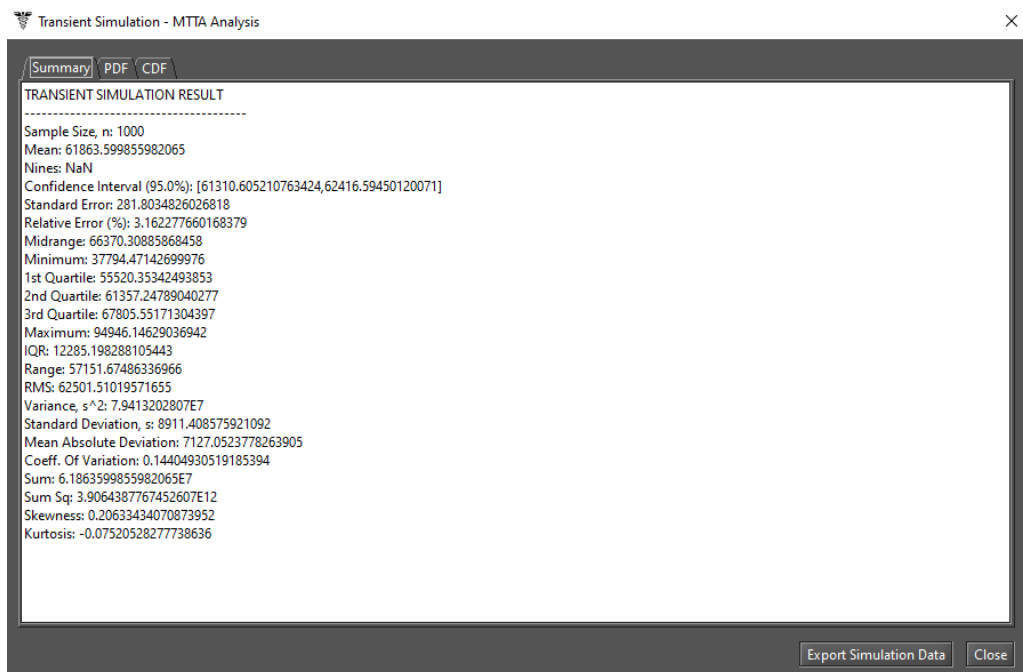 Transient Simulation - MTTA Analysis
Summary PDF CDF
TRANSIENT SIMULATION RESULT
-------------------------------------
Sample Size, n: 1000
Mean: 61863.599855982065
Nines: NaN
Confidence Interval (95.0%): [61310.605210763424,62416.59450120071]
Standard Error: 281.8034826026818
Relative Error (%): 3.162277660168379
Midrange: 66370.30885868458
Minimum: 37794.47142699976
1st Quartile: 55520.35342493853
2nd Quartile: 61357.24789040277
3rd Quartile: 67805.55171304397
Maximum: 94946.14629036942
IQR: 12285.198288105443
Range: 57151.67486336966
RMS: 62501.51019571655
Variance, s^2: 7.9413202807E7
Standard Deviation, s: 8911.408575921092
Mean Absolute Deviation: 7127.0523778263905
Coeff. Of Variation: 0.14404930519185394
Sum: 6.1863599855982065E7
Sum Sq: 3.9064387767452607E12
Skewness: 0.20633434070873952
Kurtosis: -0.07520528277738636
Export Simulation Data Close